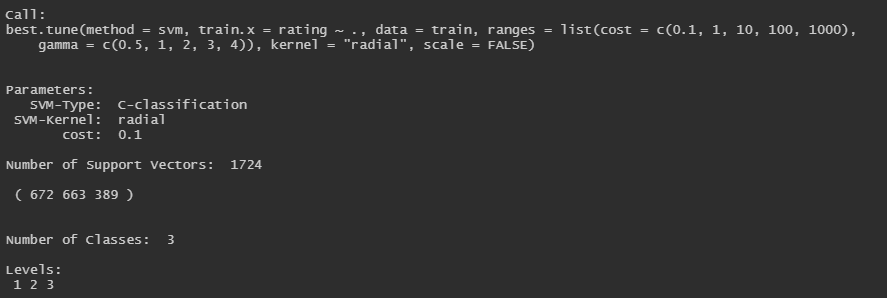 Call:
best.tune(method = svm, train.x = rating ~ ., data = train, ranges = list(cost = c(0.1, 1, 10, 100, 1000),
    gamma = c(0.5, 1, 2, 3, 4)), kernel = "radial", scale = FALSE)
Parameters:
   SVM-Type:  C-classification
 SVM-Kernel:  radial
       cost:  0.1
Number of Support Vectors:  1724
 ( 672 663 389 )
Number of Classes:  3
Levels:
 1 2 3